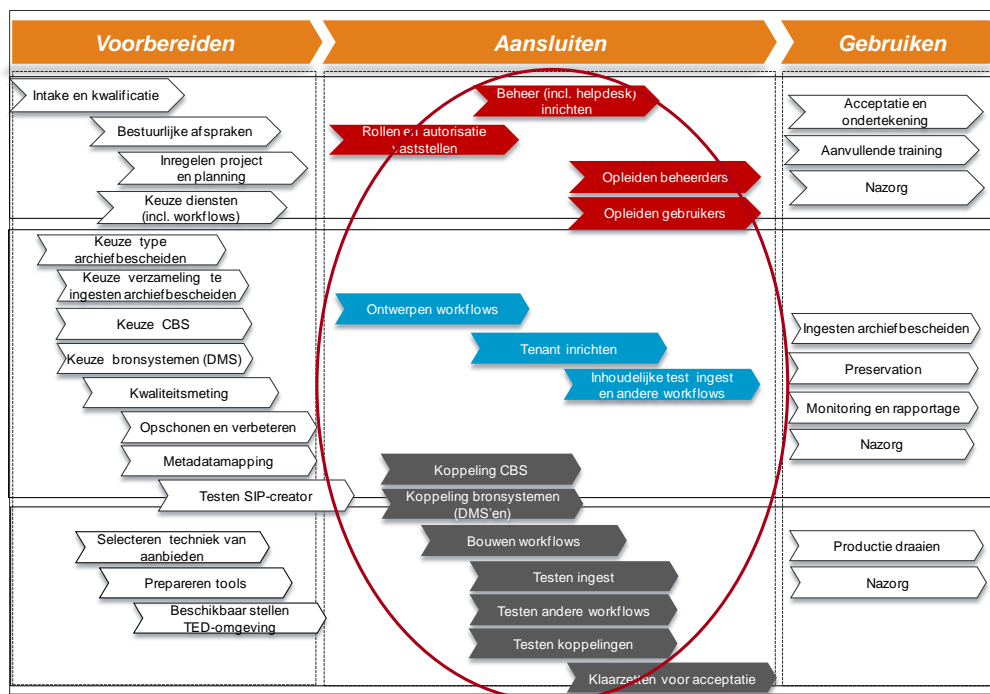 Voorbereiden
Aansluiten
Gebruiken
Intake en kwalificatie
Bestuurlijke afspraken
Inregelen project
en planning
Keuze diensten
(incl. workflows)
Beheer (incl. helpdesk)
inrichten
Rollen en autorisatie
vaststellen
Opleiden beheerders
Opleiden gebruikers
Acceptatie en
ondertekening
Aanvullende training
Nazorg
Keuze type
archiefbescheiden
Keuze verzameling te
ingesten archiefbescheiden
Keuze CBS
Keuze bronsystemen (DMS)
Kwaliteitsmeting
Opschonen en verbeteren
Metadatamapping
Testen SIP-creator
Ontwerpen workflows
Tenant inrichten
Inhoudelijke test ingest
en andere workflows
Koppeling CBS
Koppeling bronsystemen
(DMS'en)
Ingesten archiefbescheiden
Preservation
Monitoring en rapportage
Nazorg
Selecteren techniek van
aanbieden
Prepareren tools
Beschikbaar stellen
TED-omgeving
Bouwen workflows
Testen ingest
Testen andere workflows
Testen koppelingen
Klaarzetten voor acceptatie
Productie draaien
Nazorg